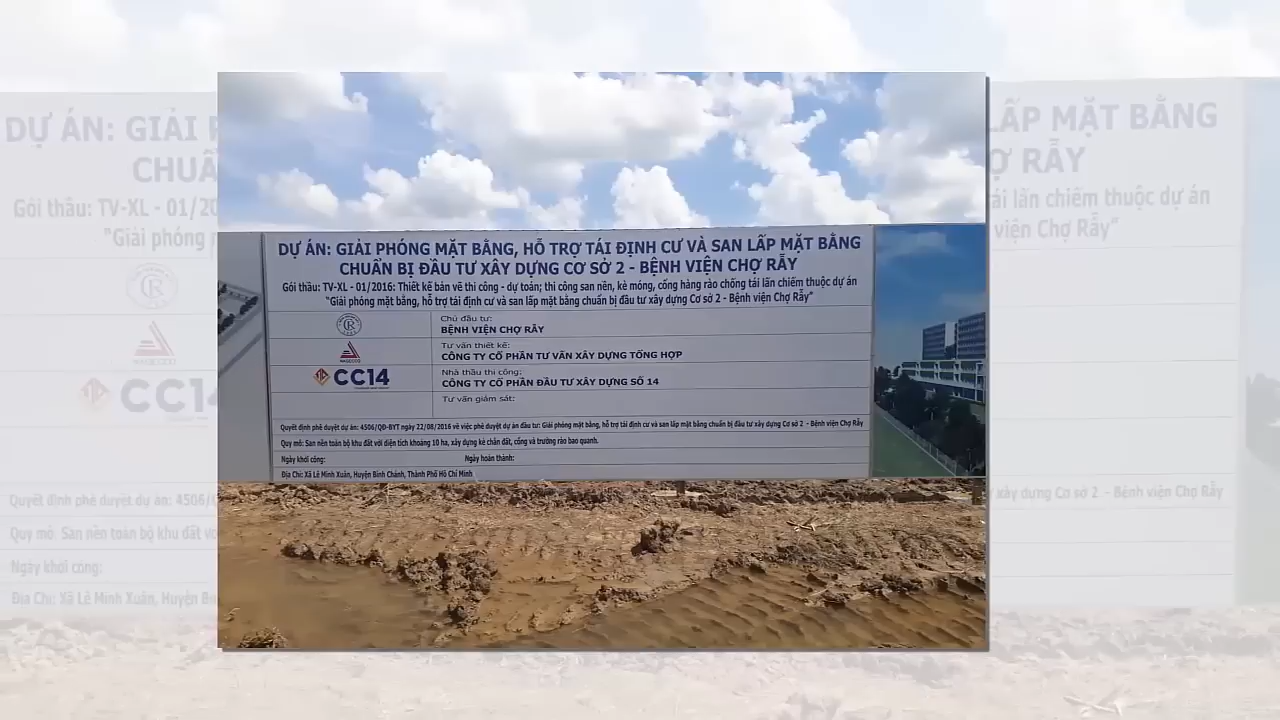 DỰ ÁN: GIẢI PHÓNG MẶT BẰNG, HỖ TRỢ TÁI ĐỊNH CƯ VÀ SAN LẤP MẶT BẰNG
CHUẨN BỊ ĐẦU TƯ XÂY DỰNG CƠ SỞ 2 - BỆNH VIỆN CHỢ RẪY
Gói thầu: TV-XL - 01/2016: Thiết kế bản vẽ thi công - dự toán; thi công san nền, kè móng, cổng hàng rào chống tái lấn chiếm thuộc dự án
"Giải phóng mặt bằng, hỗ trợ tái định cư và san lấp mặt bằng chuẩn bị đầu tư xây dựng Cơ sở 2 - Bệnh viện Chợ Rẫy"
Chủ đầu tư:
BỆNH VIỆN CHỢ RẪY
Tư vấn thiết kế:
CÔNG TY CỔ PHẦN TƯ VẤN XÂY DỰNG TỔNG HỢP
NAGECCO
Nhà thầu thi công:
CÔNG TY CỔ PHẦN ĐẦU TƯ XÂY DỰNG SỐ 14
CC14
Tư vấn giám sát:
Quyết định phê duyệt dự án: 4506/QĐ-BYT ngày 22/08/2016 về việc phê duyệt dự án đầu tư: Giải phóng mặt bằng, hỗ trợ tái định cư và san lấp mặt bằng chuẩn bị đầu tư xây dựng Cơ sở 2 - Bệnh viện Chợ Rẫy
Quy mô: San nền toàn bộ khu đất với diện tích khoảng 10 ha, xây dựng kè chắn đất, cổng và tường rào bao quanh.
Ngày khởi công: Ngày hoàn thành:
Địa Chỉ: Xã Lê Minh Xuân, Huyện Bình Chánh, Thành Phố Hồ Chí Minh